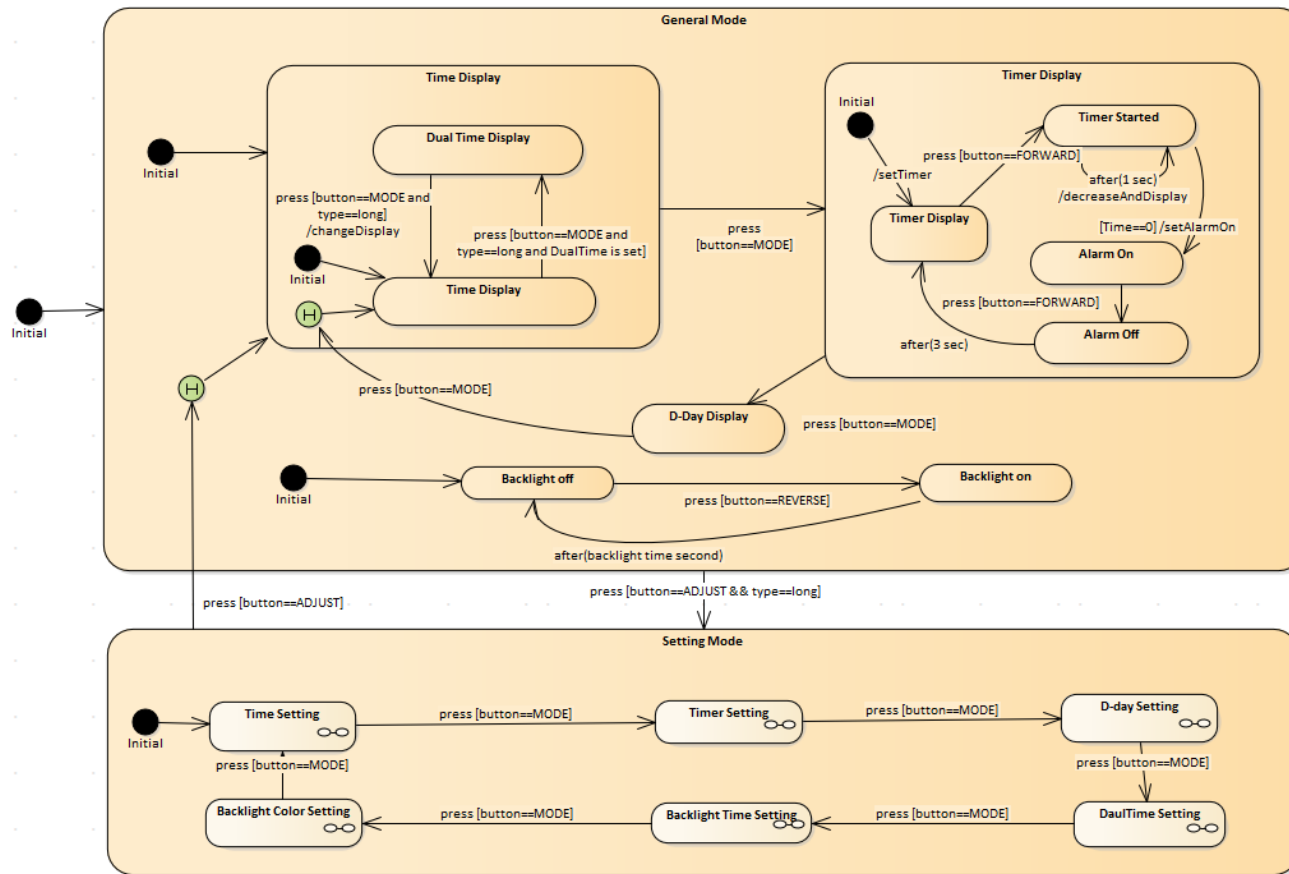 General Mode
Time Display
Timer Display
Initial
Timer Started
Dual Time Display
Initial
press [button==FORWARD]
/setTimer
after(1 sec)
/decreaseAndDisplay
press [button==MODE and
type==long]
/changeDisplay
press [button==MODE and
type==long and DualTime is set]
press
[button==MODE]
Timer Display
[Time==0] /setAlarmOn
Initial
Alarm On
Time Display
Initial
press [button==FORWARD]
H
Alarm Off
after(3 sec)
H
press [button==MODE]
D-Day Display
press [button==MODE]
Initial
Backlight off
Backlight on
press [button==REVERSE]
after(backlight time second)
press [button==ADJUST && type==long]
press [button==ADJUST]
Setting Mode
Time Setting
press [button==MODE]
Timer Setting
press [button==MODE]
D-day Setting
Initial
press [button==MODE]
press [button==MODE]
Backlight Color Setting
press [button==MODE]
Backlight Time Setting
press [button==MODE]
DaulTime Setting
Initial